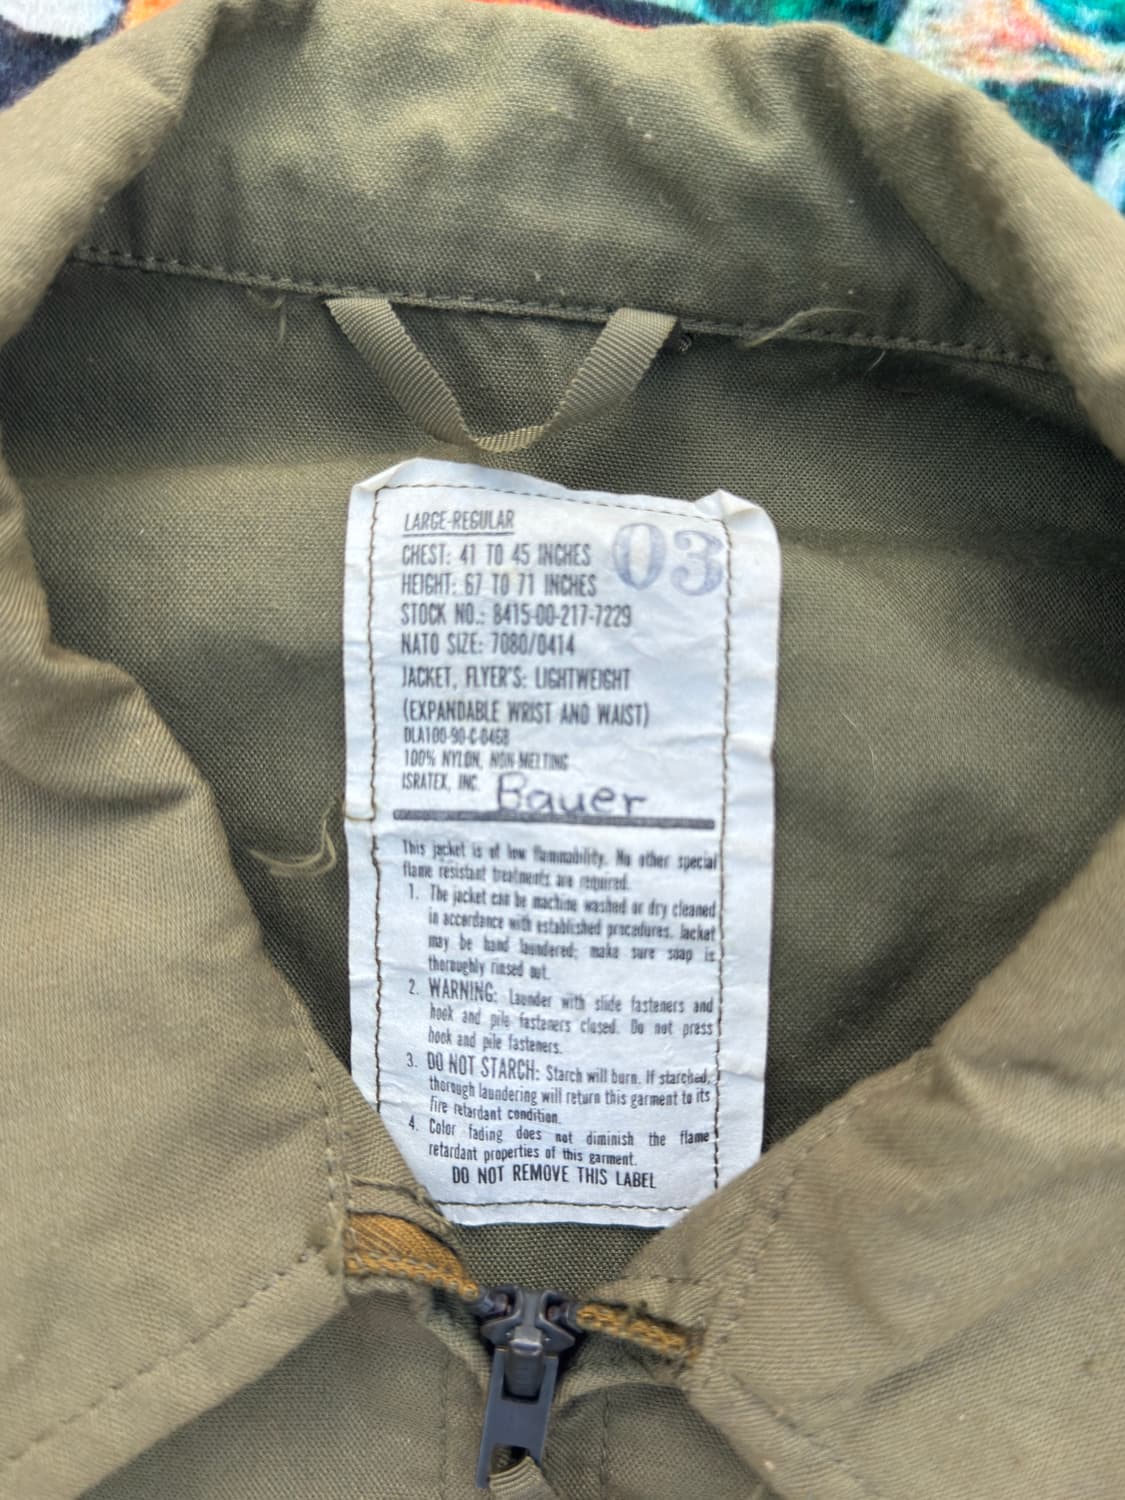 LARGE-REGULAR
03
CHEST: 41 TO 45 INCHES
HEIGHT: 67 TO 71 INCHES
STOCK NO.: 8415-00-217-7229
NATO SIZE: 7080/0414
JACKET, FLYER'S: LIGHTWEIGHT
(EXPANDABLE WRIST AND WAIST)
DLA100-90-C-0468
100% NYLON, NON-MELTING
ISRATEX, INC. Bauer
This jacket is of low flammability. No other special
flame resistant treatments are required.
1. The jacket can be machine washed or dry cleaned
in accordance with established procedures. Jacket
may be hand laundered; make sure soap is
thoroughly rinsed out.
2. WARNING: Launder with slide fasteners and
hook and pile fasteners closed. Do not press
hook and pile fasteners.
3. DO NOT STARCH: Starch will burn. If starched,
thorough laundering will return this garment to its
fire retardant condition.
4. Color fading does not diminish the flame
retardant properties of this garment.
DO NOT REMOVE THIS LABEL